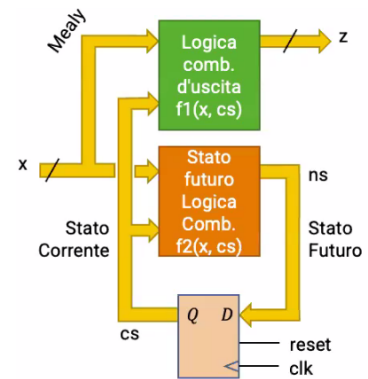 Mealy
Logica
comb.
d'uscita
f1(x, cs)
z
x
Stato
futuro
Logica
Comb.
f2(x, cs)
ns
Stato
Corrente
Stato
Futuro
cs
Q D
reset
clk